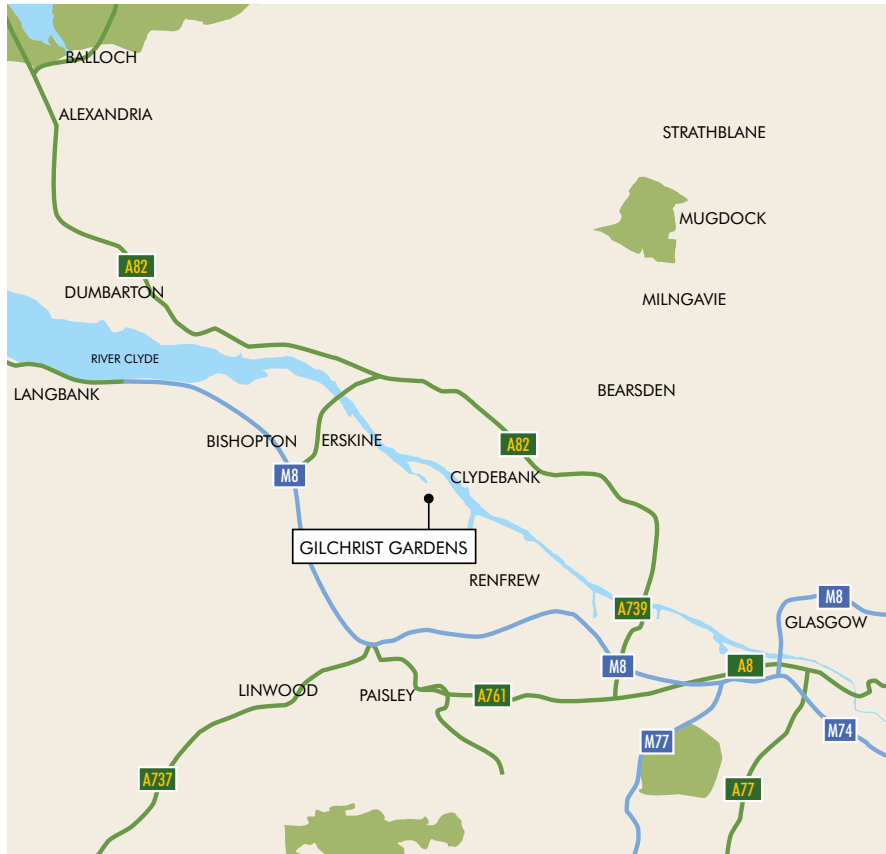 BALLOCH
ALEXANDRIA
STRATHBLANE
MUGDOCK
A82
DUMBARTON
MILNGAVIE
RIVER CLYDE
LANGBANK
BEARSDEN
BISHOPTON
ERSKINE
A82
M8
CLYDEBANK
GILCHRIST GARDENS
RENFREW
A739
M8
GLASGOW
M8
A8
LINWOOD
PAISLEY
A761
M77
M74
A737
A77